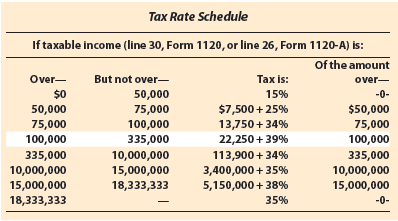 Tax Rate Schedule
If taxable income (line 30, Form 1120, or line 26, Form 1120-A) is:
Of the amount
Over— But not over— Tax is: over—
$0 50,000 15% -0-
50,000 75,000 $7,500 + 25% $50,000
75,000 100,000 13,750 + 34% 75,000
100,000 335,000 22,250 + 39% 100,000
335,000 10,000,000 113,900 + 34% 335,000
10,000,000 15,000,000 3,400,000 + 35% 10,000,000
15,000,000 18,333,333 5,150,000 + 38% 15,000,000
18,333,333 — 35% -0-